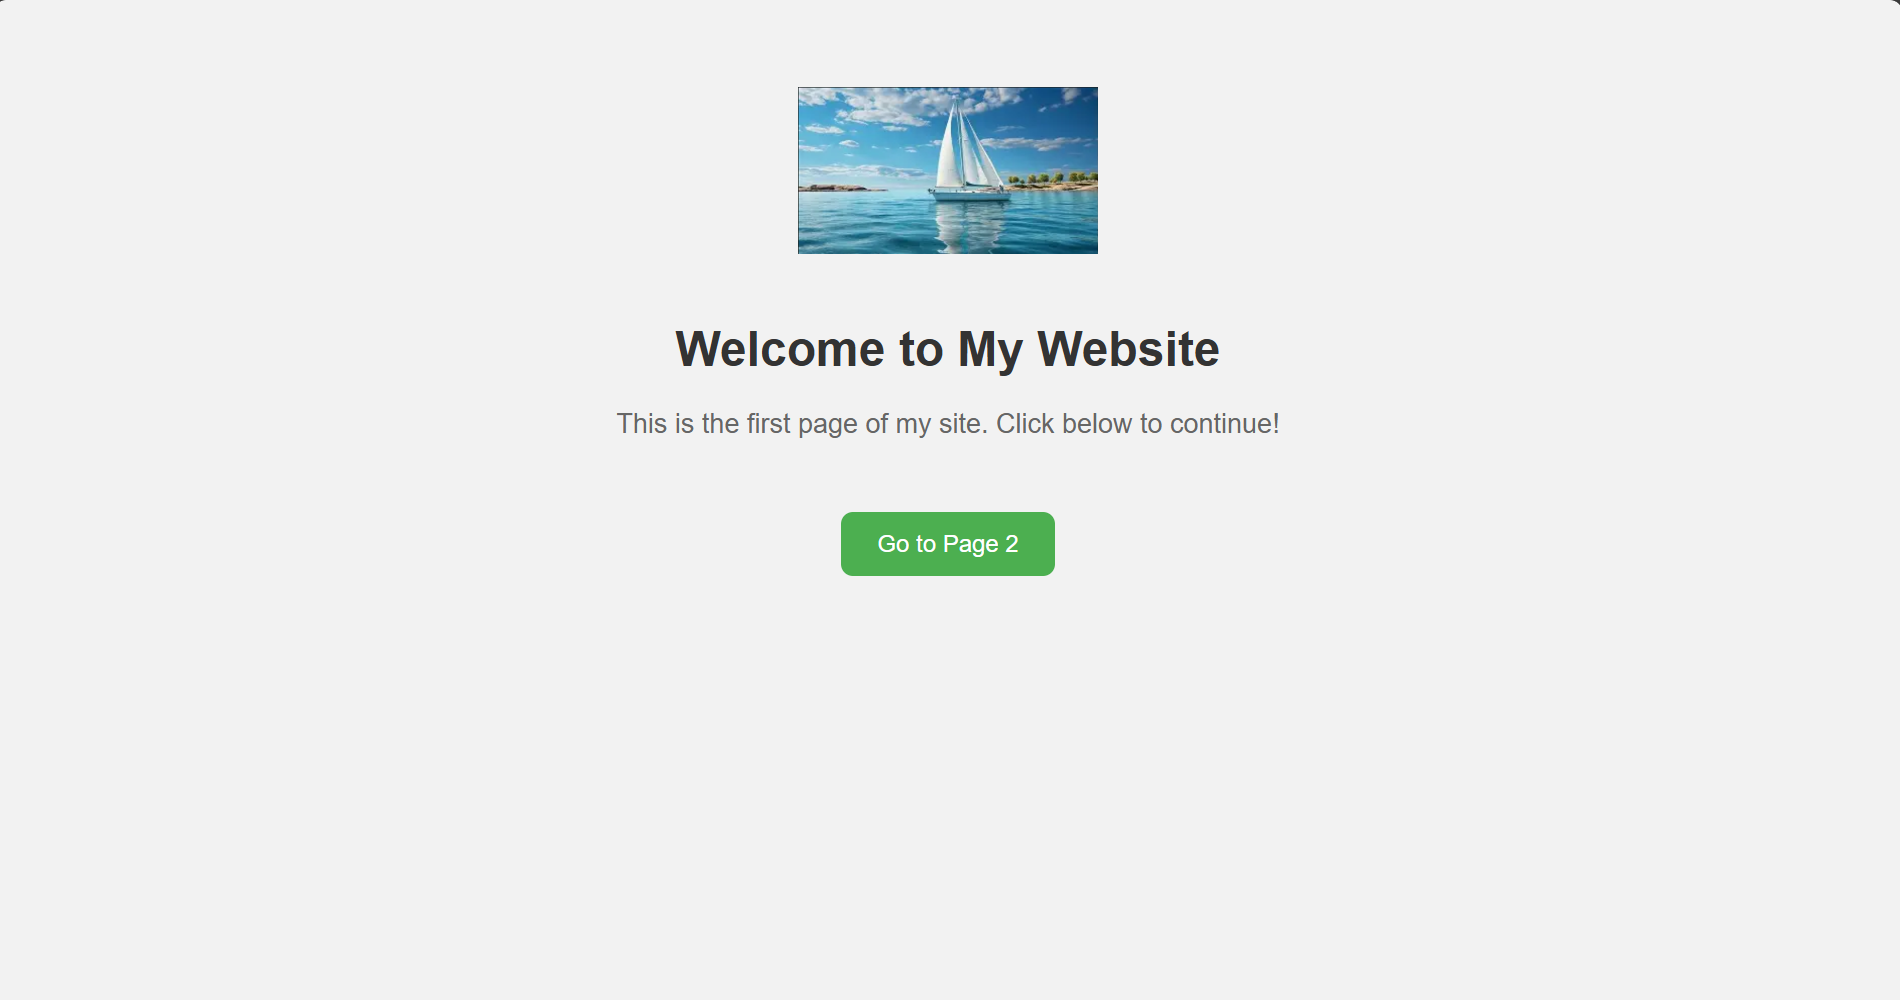 Welcome to My Website
This is the first page of my site. Click below to continue!
Go to Page 2